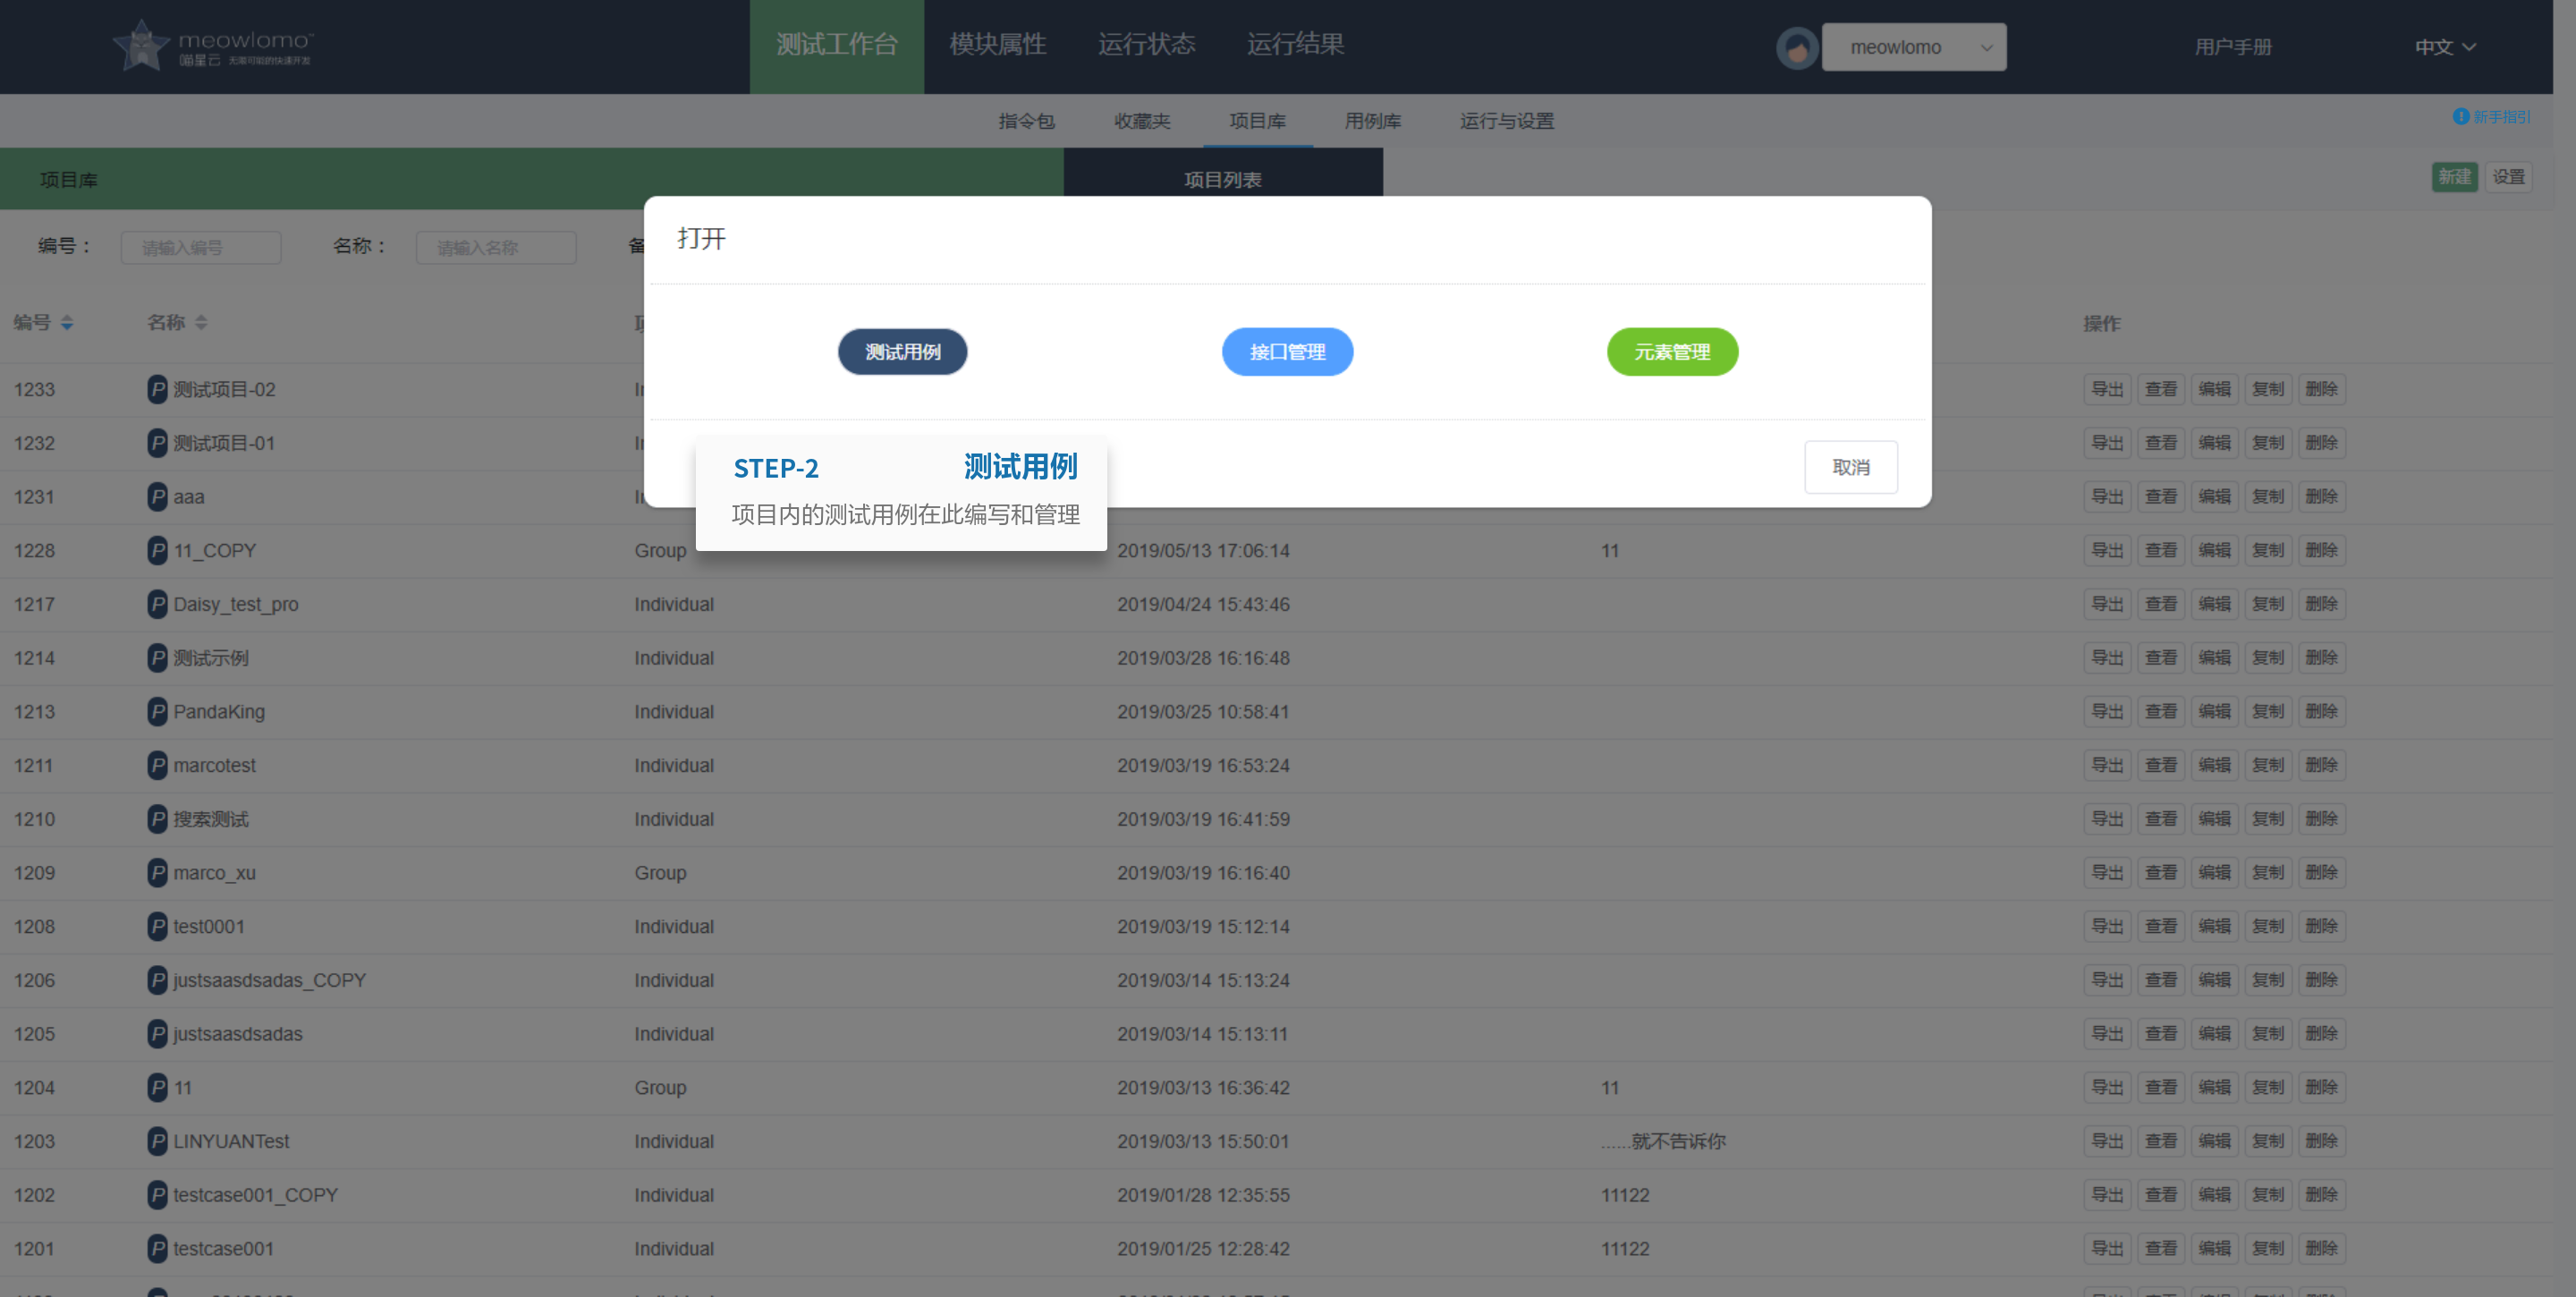 meowlomo™
喵星云 无限可能的快速开发
测试工作台 模块属性 运行状态 运行结果
meowlomo
用户手册
中文
指令包 收藏夹 项目库 用例库 运行与设置
新手指引
项目库
项目列表
新建 设置
编号： 请输入编号 名称： 请输入名称
打开
测试用例 接口管理 元素管理
取消
STEP-2 测试用例
项目内的测试用例在此编写和管理
编号 名称 操作
1233 P 测试项目-02 导出 查看 编辑 复制 删除
1232 P 测试项目-01 导出 查看 编辑 复制 删除
1231 P aaa 导出 查看 编辑 复制 删除
1228 P 11_COPY Group 2019/05/13 17:06:14 11 导出 查看 编辑 复制 删除
1217 P Daisy_test_pro Individual 2019/04/24 15:43:46 导出 查看 编辑 复制 删除
1214 P 测试示例 Individual 2019/03/28 16:16:48 导出 查看 编辑 复制 删除
1213 P PandaKing Individual 2019/03/25 10:58:41 导出 查看 编辑 复制 删除
1211 P marcotest Individual 2019/03/19 16:53:24 导出 查看 编辑 复制 删除
1210 P 搜索测试 Individual 2019/03/19 16:41:59 导出 查看 编辑 复制 删除
1209 P marco_xu Group 2019/03/19 16:16:40 导出 查看 编辑 复制 删除
1208 P test0001 Individual 2019/03/19 15:12:14 导出 查看 编辑 复制 删除
1206 P justsaasdsadas_COPY Individual 2019/03/14 15:13:24 导出 查看 编辑 复制 删除
1205 P justsaasdsadas Individual 2019/03/14 15:13:11 导出 查看 编辑 复制 删除
1204 P 11 Group 2019/03/13 16:36:42 11 导出 查看 编辑 复制 删除
1203 P LINYUANTest Individual 2019/03/13 15:50:01 ......就不告诉你 导出 查看 编辑 复制 删除
1202 P testcase001_COPY Individual 2019/01/28 12:35:55 11122 导出 查看 编辑 复制 删除
1201 P testcase001 Individual 2019/01/25 12:28:42 11122 导出 查看 编辑 复制 删除